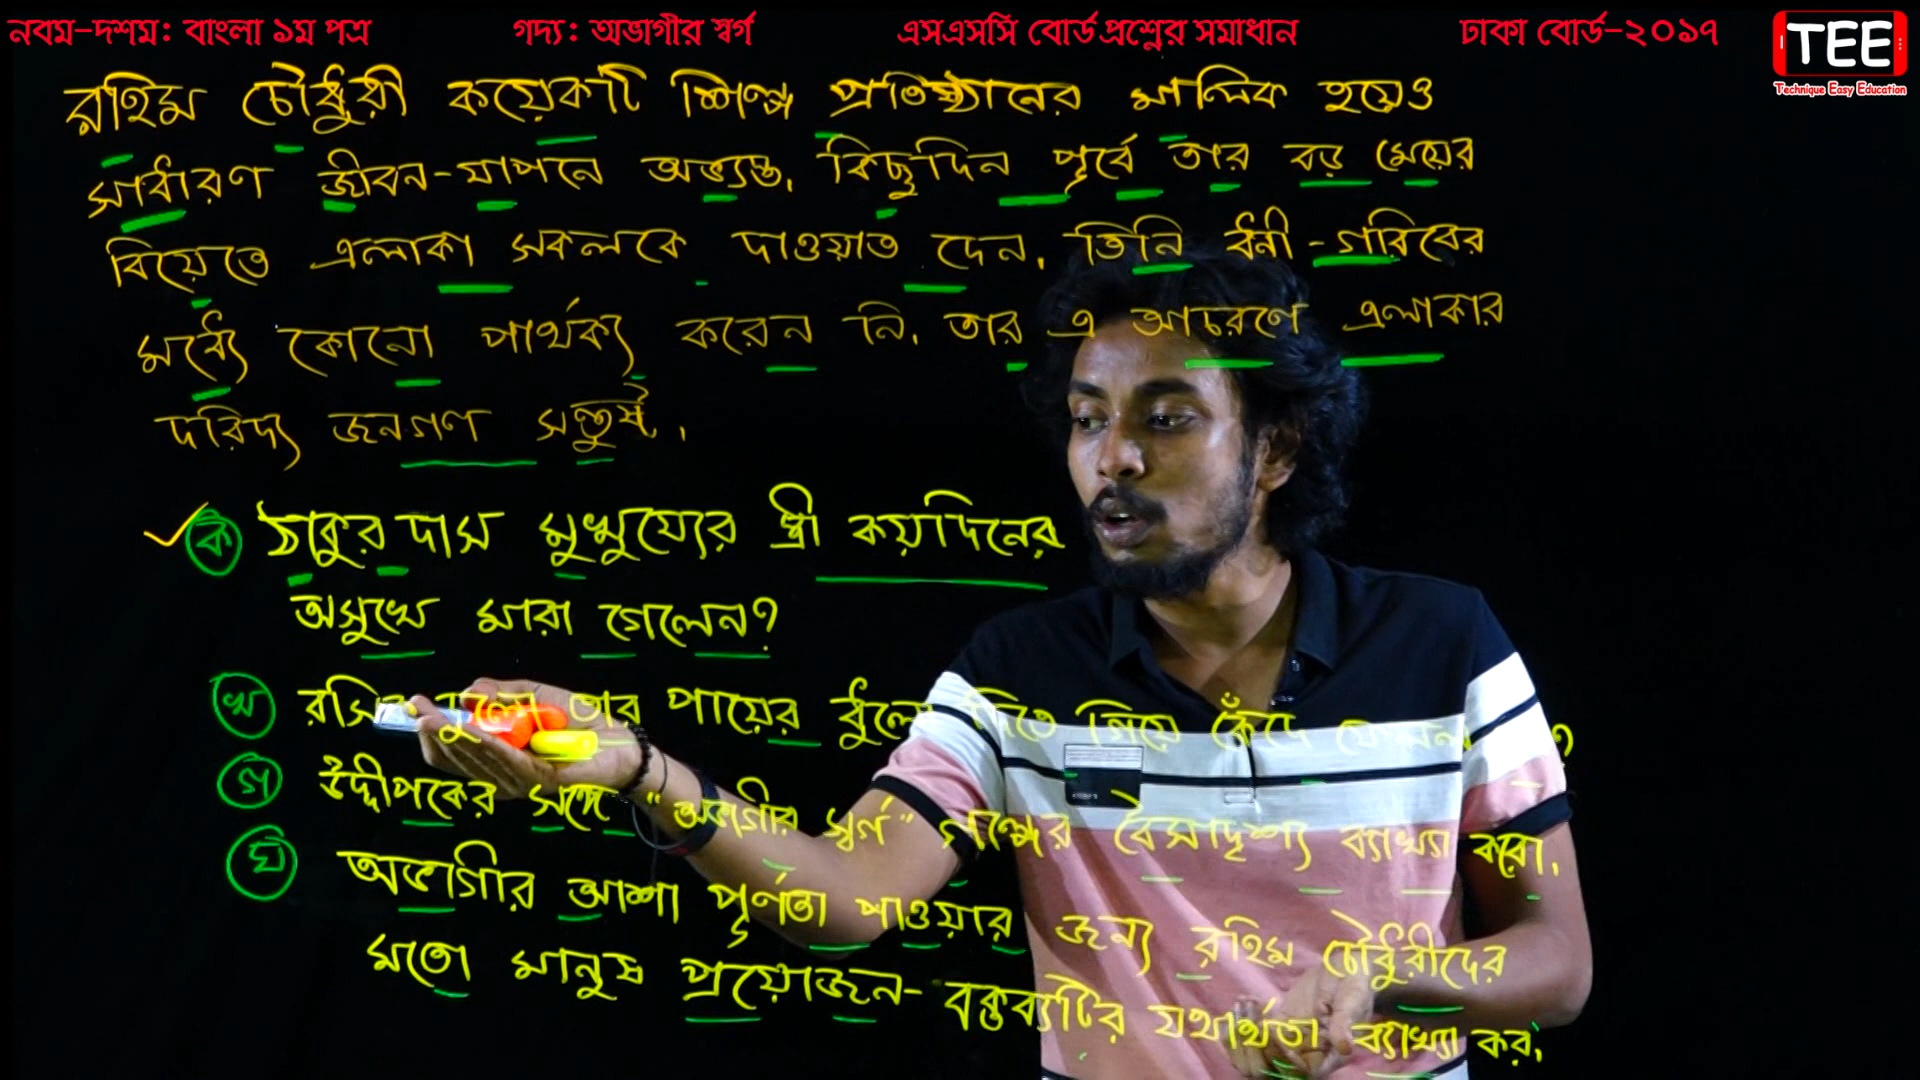 নবম-দশম: বাংলা ১ম পত্র গদ্য: অভাগীর স্বর্গ এসএসসি বোর্ড প্রশ্নের সমাধান ঢাকা বোর্ড-২০১৭
TEE
Technique Easy Education
রহিম চৌধুরী কয়েকটি শিল্প প্রতিষ্ঠানের মালিক হয়েও
সাধারণ জীবন-যাপনে অভ্যস্ত. কিছুদিন পূর্বে তার বড় মেয়ের
বিয়েতে এলাকা সকলকে দাওয়াত দেন. তিনি ধনী-গরিবের
মধ্যে কোনো পার্থক্য করেন নি. তার এ আচরণে এলাকার
দরিদ্য জনগণ সন্তুষ্ট.
ক ঠাকুর দাস মুখুয্যের স্ত্রী কয়দিনের
অসুখে মারা গেলেন?
খ তার পায়ের ধুলো দিতে গিয়ে কেঁদে
গ উদ্দীপকের সঙ্গে "অভাগীর স্বর্গ" গল্পের বৈসাদৃশ্য ব্যাখ্যা করো.
ঘ অভাগীর আশা পূর্ণতা পাওয়ার জন্য রহিম চৌধুরীদের
মতো মানুষ প্রয়োজন- বক্তব্যটির যথার্থতা ব্যাখ্যা কর.